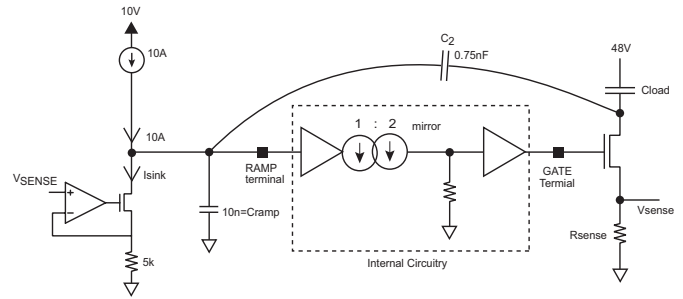 10V
10A
C2
0.75nF
48V
Cload
1 : 2 mirror
10A
Isink
RAMP
terminal
GATE
Termial
VSENSE
+
–
10n=Cramp
Vsense
Rsense
5k
Internal Circuitry